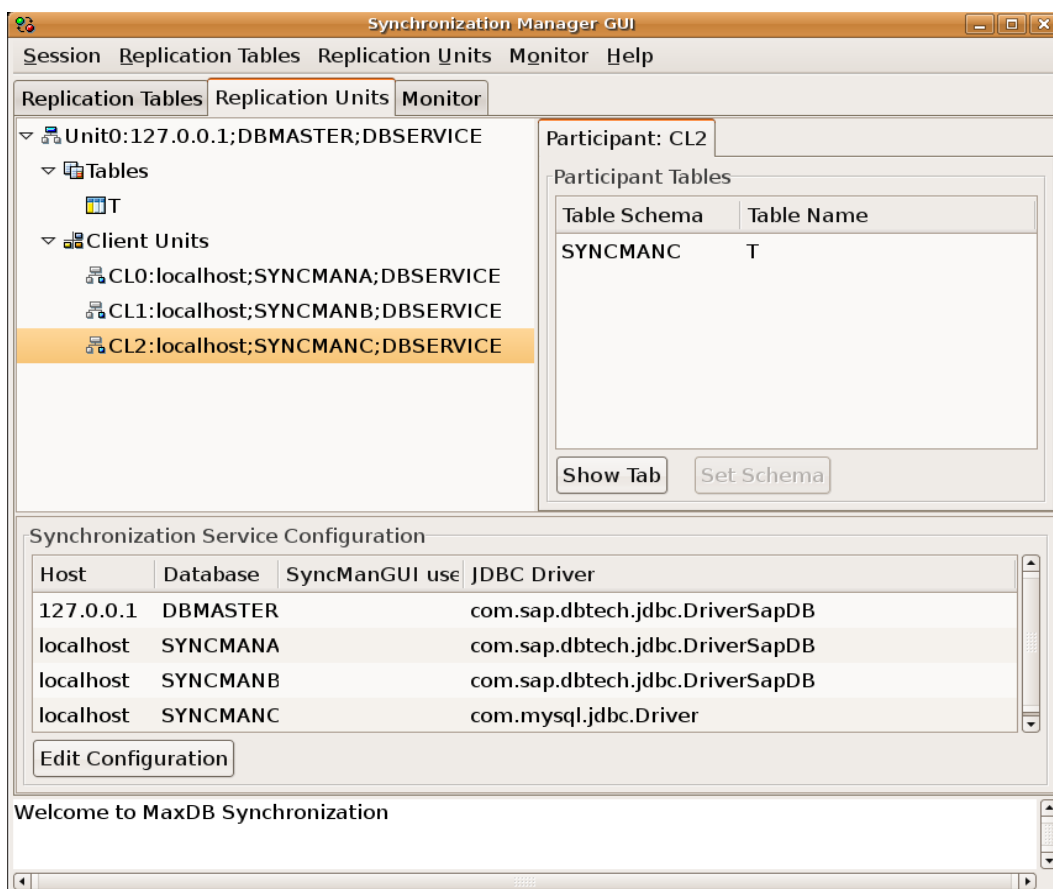 Synchronization Manager GUI
Session Replication Tables Replication Units Monitor Help
Replication Tables Replication Units Monitor
Unit0:127.0.0.1;DBMASTER;DBSERVICE
Tables
T
Client Units
CL0:localhost;SYNCMANA;DBSERVICE
CL1:localhost;SYNCMANB;DBSERVICE
CL2:localhost;SYNCMANC;DBSERVICE
Participant: CL2
Participant Tables
Table Schema Table Name
SYNCMANC T
Show Tab Set Schema
Synchronization Service Configuration
Host Database SyncManGUI use JDBC Driver
127.0.0.1 DBMASTER com.sap.dbtech.jdbc.DriverSapDB
localhost SYNCMANA com.sap.dbtech.jdbc.DriverSapDB
localhost SYNCMANB com.sap.dbtech.jdbc.DriverSapDB
localhost SYNCMANC com.mysql.jdbc.Driver
Edit Configuration
Welcome to MaxDB Synchronization